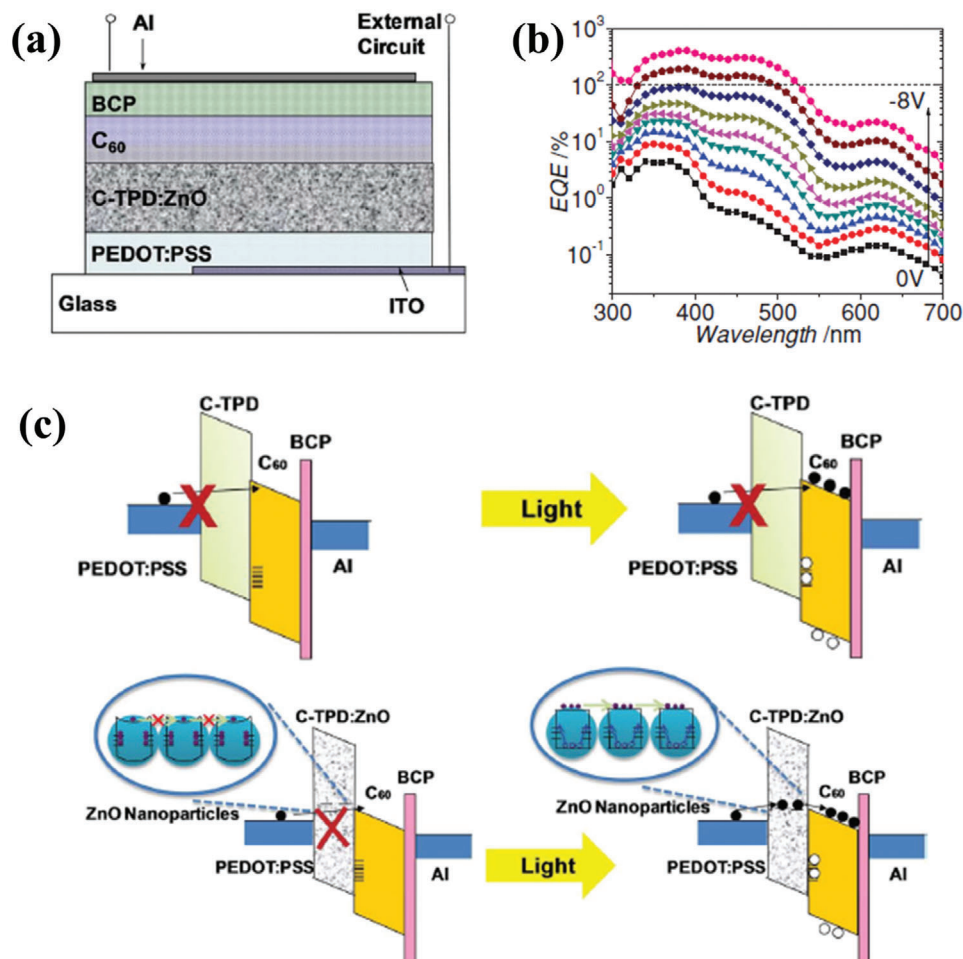 (a)
Al
External
Circuit
BCP
C60
C-TPD:ZnO
PEDOT:PSS
Glass
ITO
(b)
EQE /%
10^3
10^2
10^1
10^0
10^-1
-8V
0V
300 400 500 600 700
Wavelength /nm
(c)
C-TPD
BCP
C60
PEDOT:PSS
Al
Light
C-TPD
BCP
C60
PEDOT:PSS
Al
C-TPD:ZnO
BCP
C60
ZnO Nanoparticles
PEDOT:PSS
Al
Light
C-TPD:ZnO
BCP
C60
ZnO Nanoparticles
PEDOT:PSS
Al